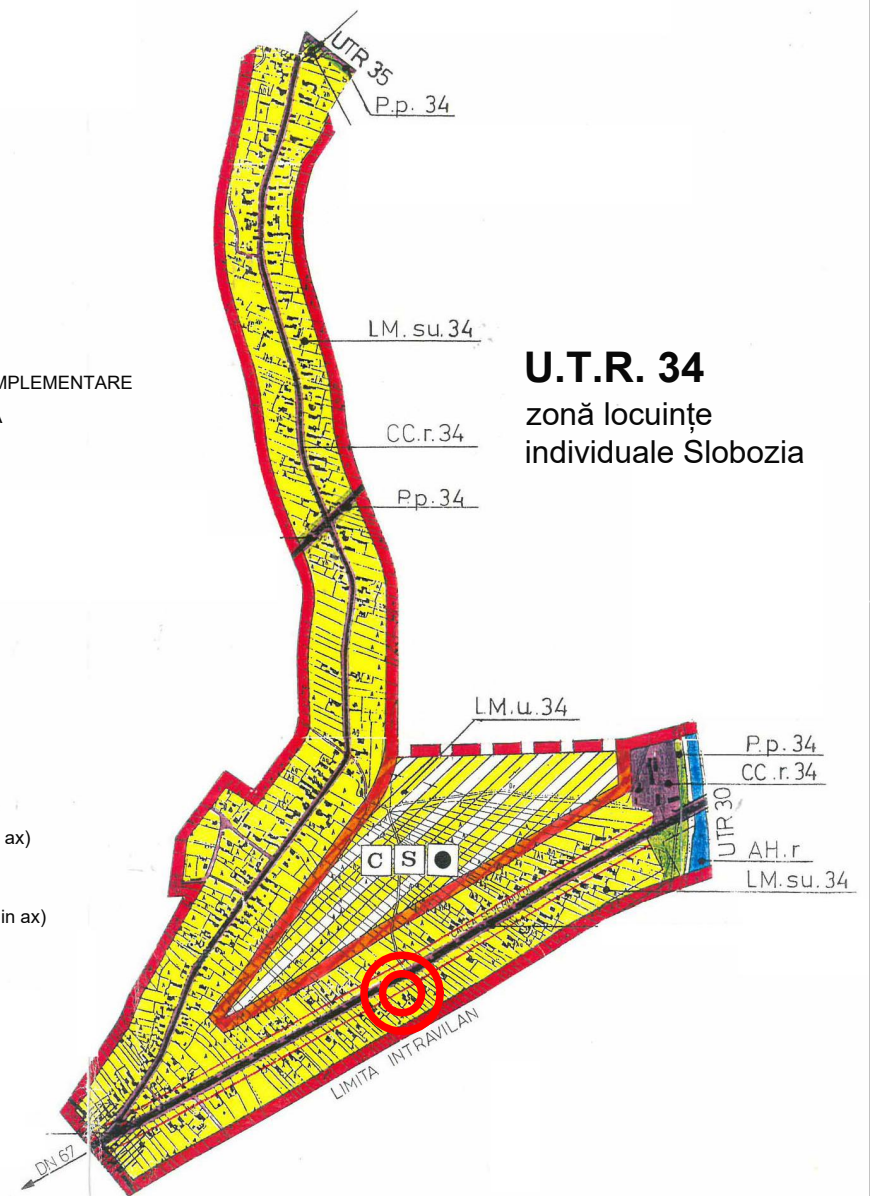 UTR 35
P.p. 34
LM. su. 34
MPLEMENTARE
U.T.R. 34
zonă locuințe
individuale Slobozia
CC.r. 34
P.p. 34
LM.u. 34
P.p. 34
CC.r. 34
UTR 30
ax)
C S
AH.r
LM.su. 34
in ax)
LIMITA INTRAVILAN
DN 67